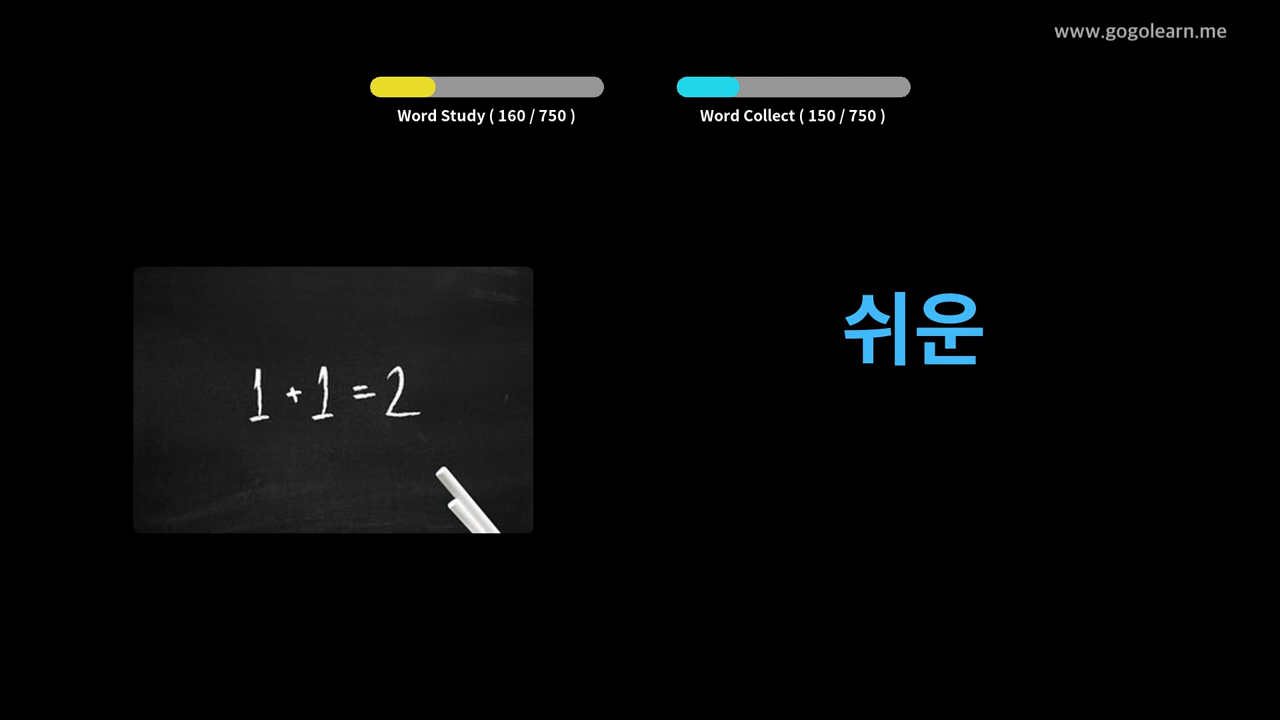 www.gogolearn.me
Word Study ( 160 / 750 )
Word Collect ( 150 / 750 )
쉬운
1 + 1 = 2